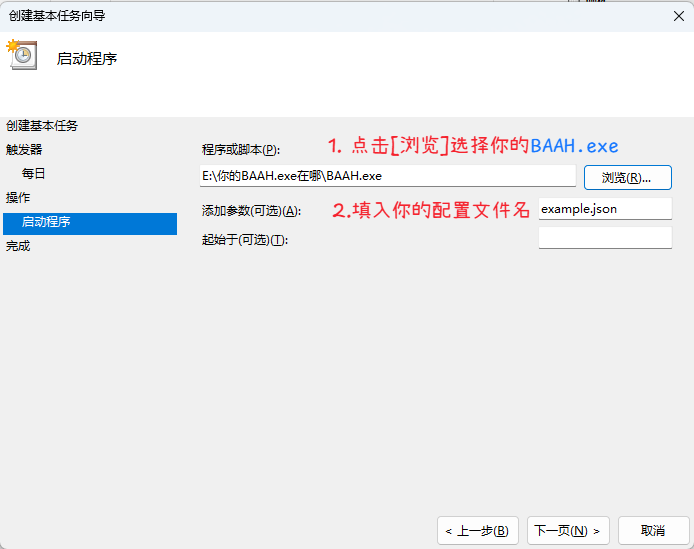 创建基本任务向导
启动程序
创建基本任务
触发器
每日
操作
启动程序
完成
1. 点击[浏览]选择你的BAAH.exe
程序或脚本(P):
E:\你的BAAH.exe在哪\BAAH.exe
浏览(R)...
添加参数(可选)(A):
2.填入你的配置文件名
example.json
起始于(可选)(T):
< 上一步(B)
下一页(N) >
取消